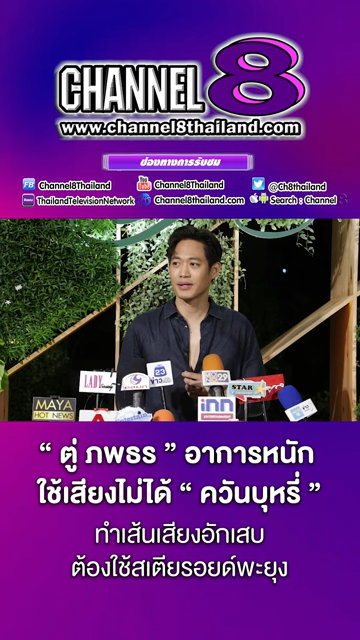 CHANNEL 8
www.channel8thailand.com
ช่องทางการรับชม
FB Channel8Thailand
You Tube Channel8Thailand
@Ch8thailand
ThailandTelevisionNetwork
Channel8Thailand.com
Search : Channel 8
LADY
23
STAR
MAYA
HOT NEWS
inn
“ ตู่ ภพธร ” อาการหนัก
ใช้เสียงไม่ได้ “ ควันบุหรี่ ”
ทำเส้นเสียงอักเสบ
ต้องใช้สเตียรอยด์พะยุง